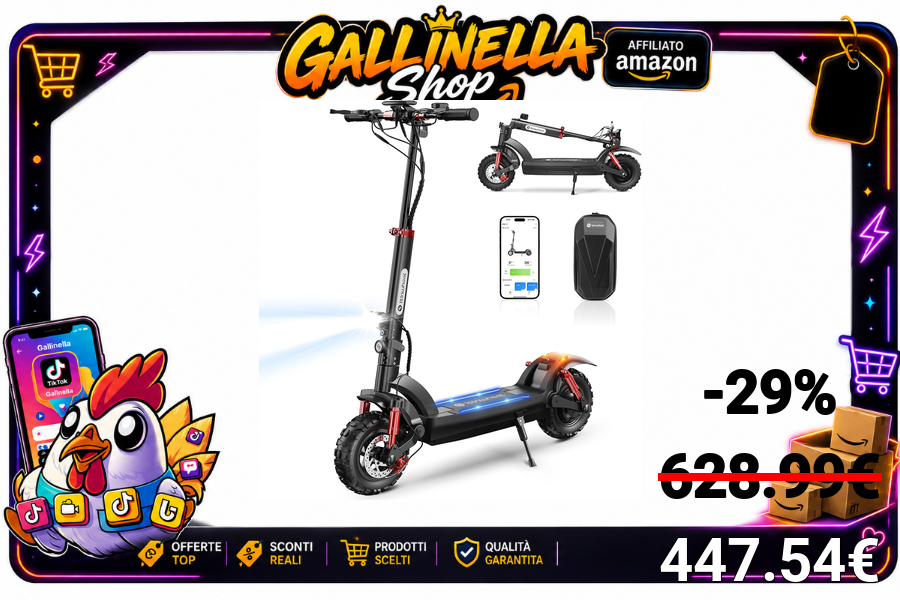 GALLINELLA
Shop
AFFILIATO
amazon
Gallinella
TikTok
Gallinella
-29%
628.99€
447.54€
OFFERTE
TOP
SCONTI
REALI
PRODOTTI
SCELTI
QUALITÀ
GARANTITA